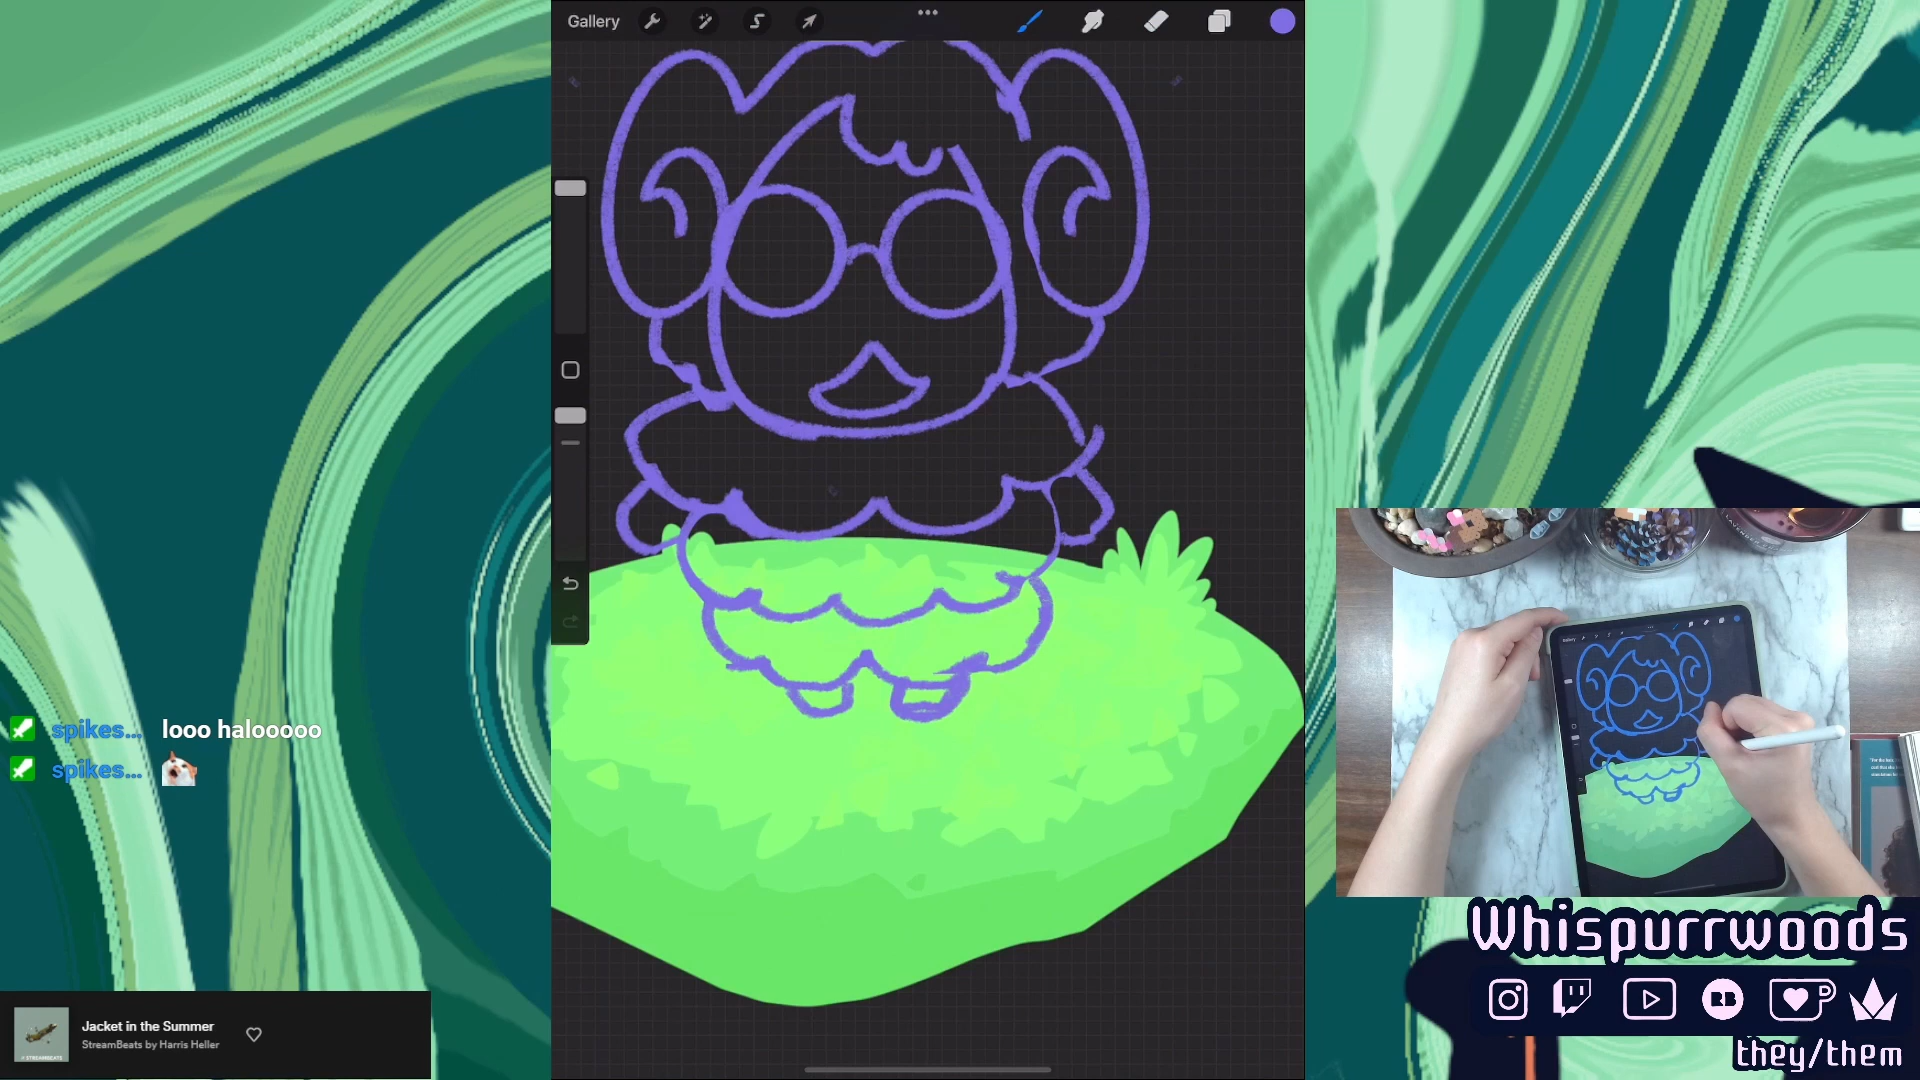 Gallery
spikes... looo halooooo
spikes...
Jacket in the Summer
StreamBeats by Harris Heller
Whispurrwoods
they/them